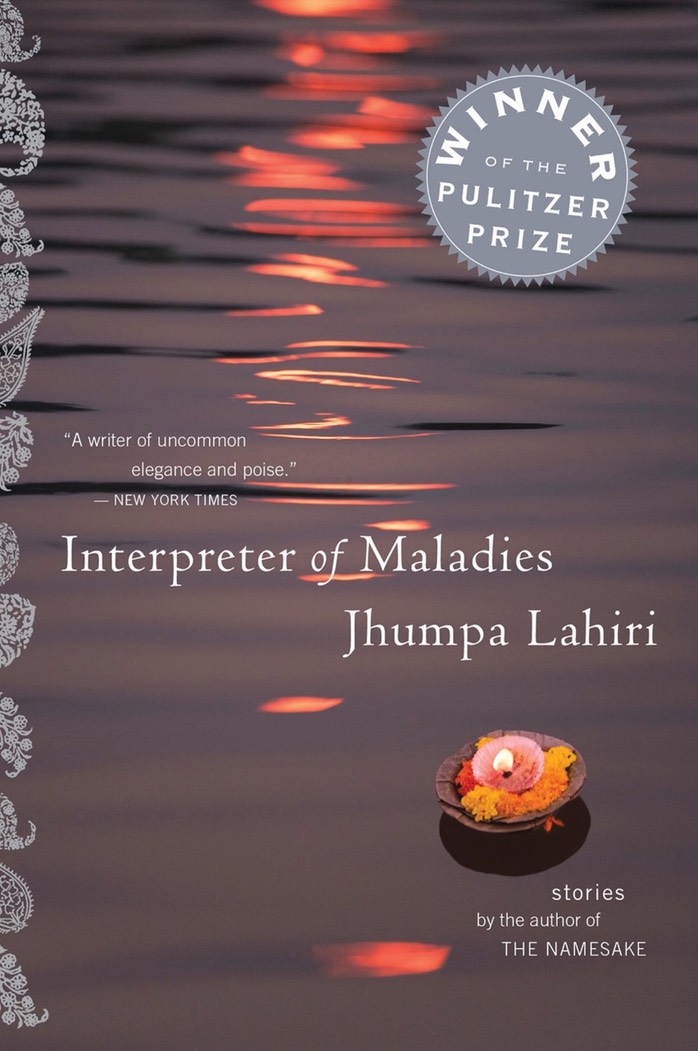 WINNER
OF THE
PULITZER
PRIZE
“A writer of uncommon
elegance and poise.”
— NEW YORK TIMES
Interpreter of Maladies
Jhumpa Lahiri
stories
by the author of
THE NAMESAKE